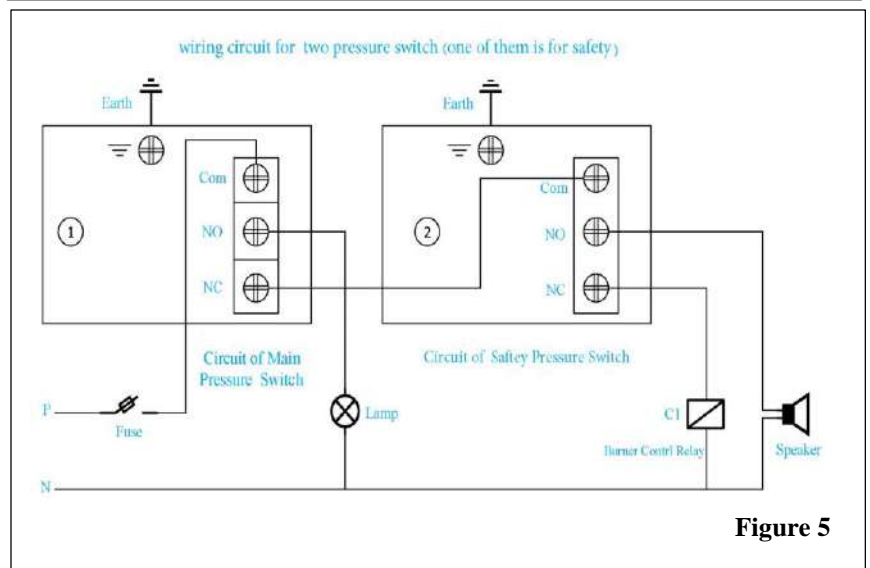 wiring circuit for two pressure switch (one of them is for safety)
Earth
Earth
Com
Com
1
NO
2
NO
NC
NC
Circuit of Main
Pressure Switch
Circuit of Saftey Pressure Switch
P
Fuse
Lamp
C1
Burner Contrl Relay
Speaker
N
Figure 5